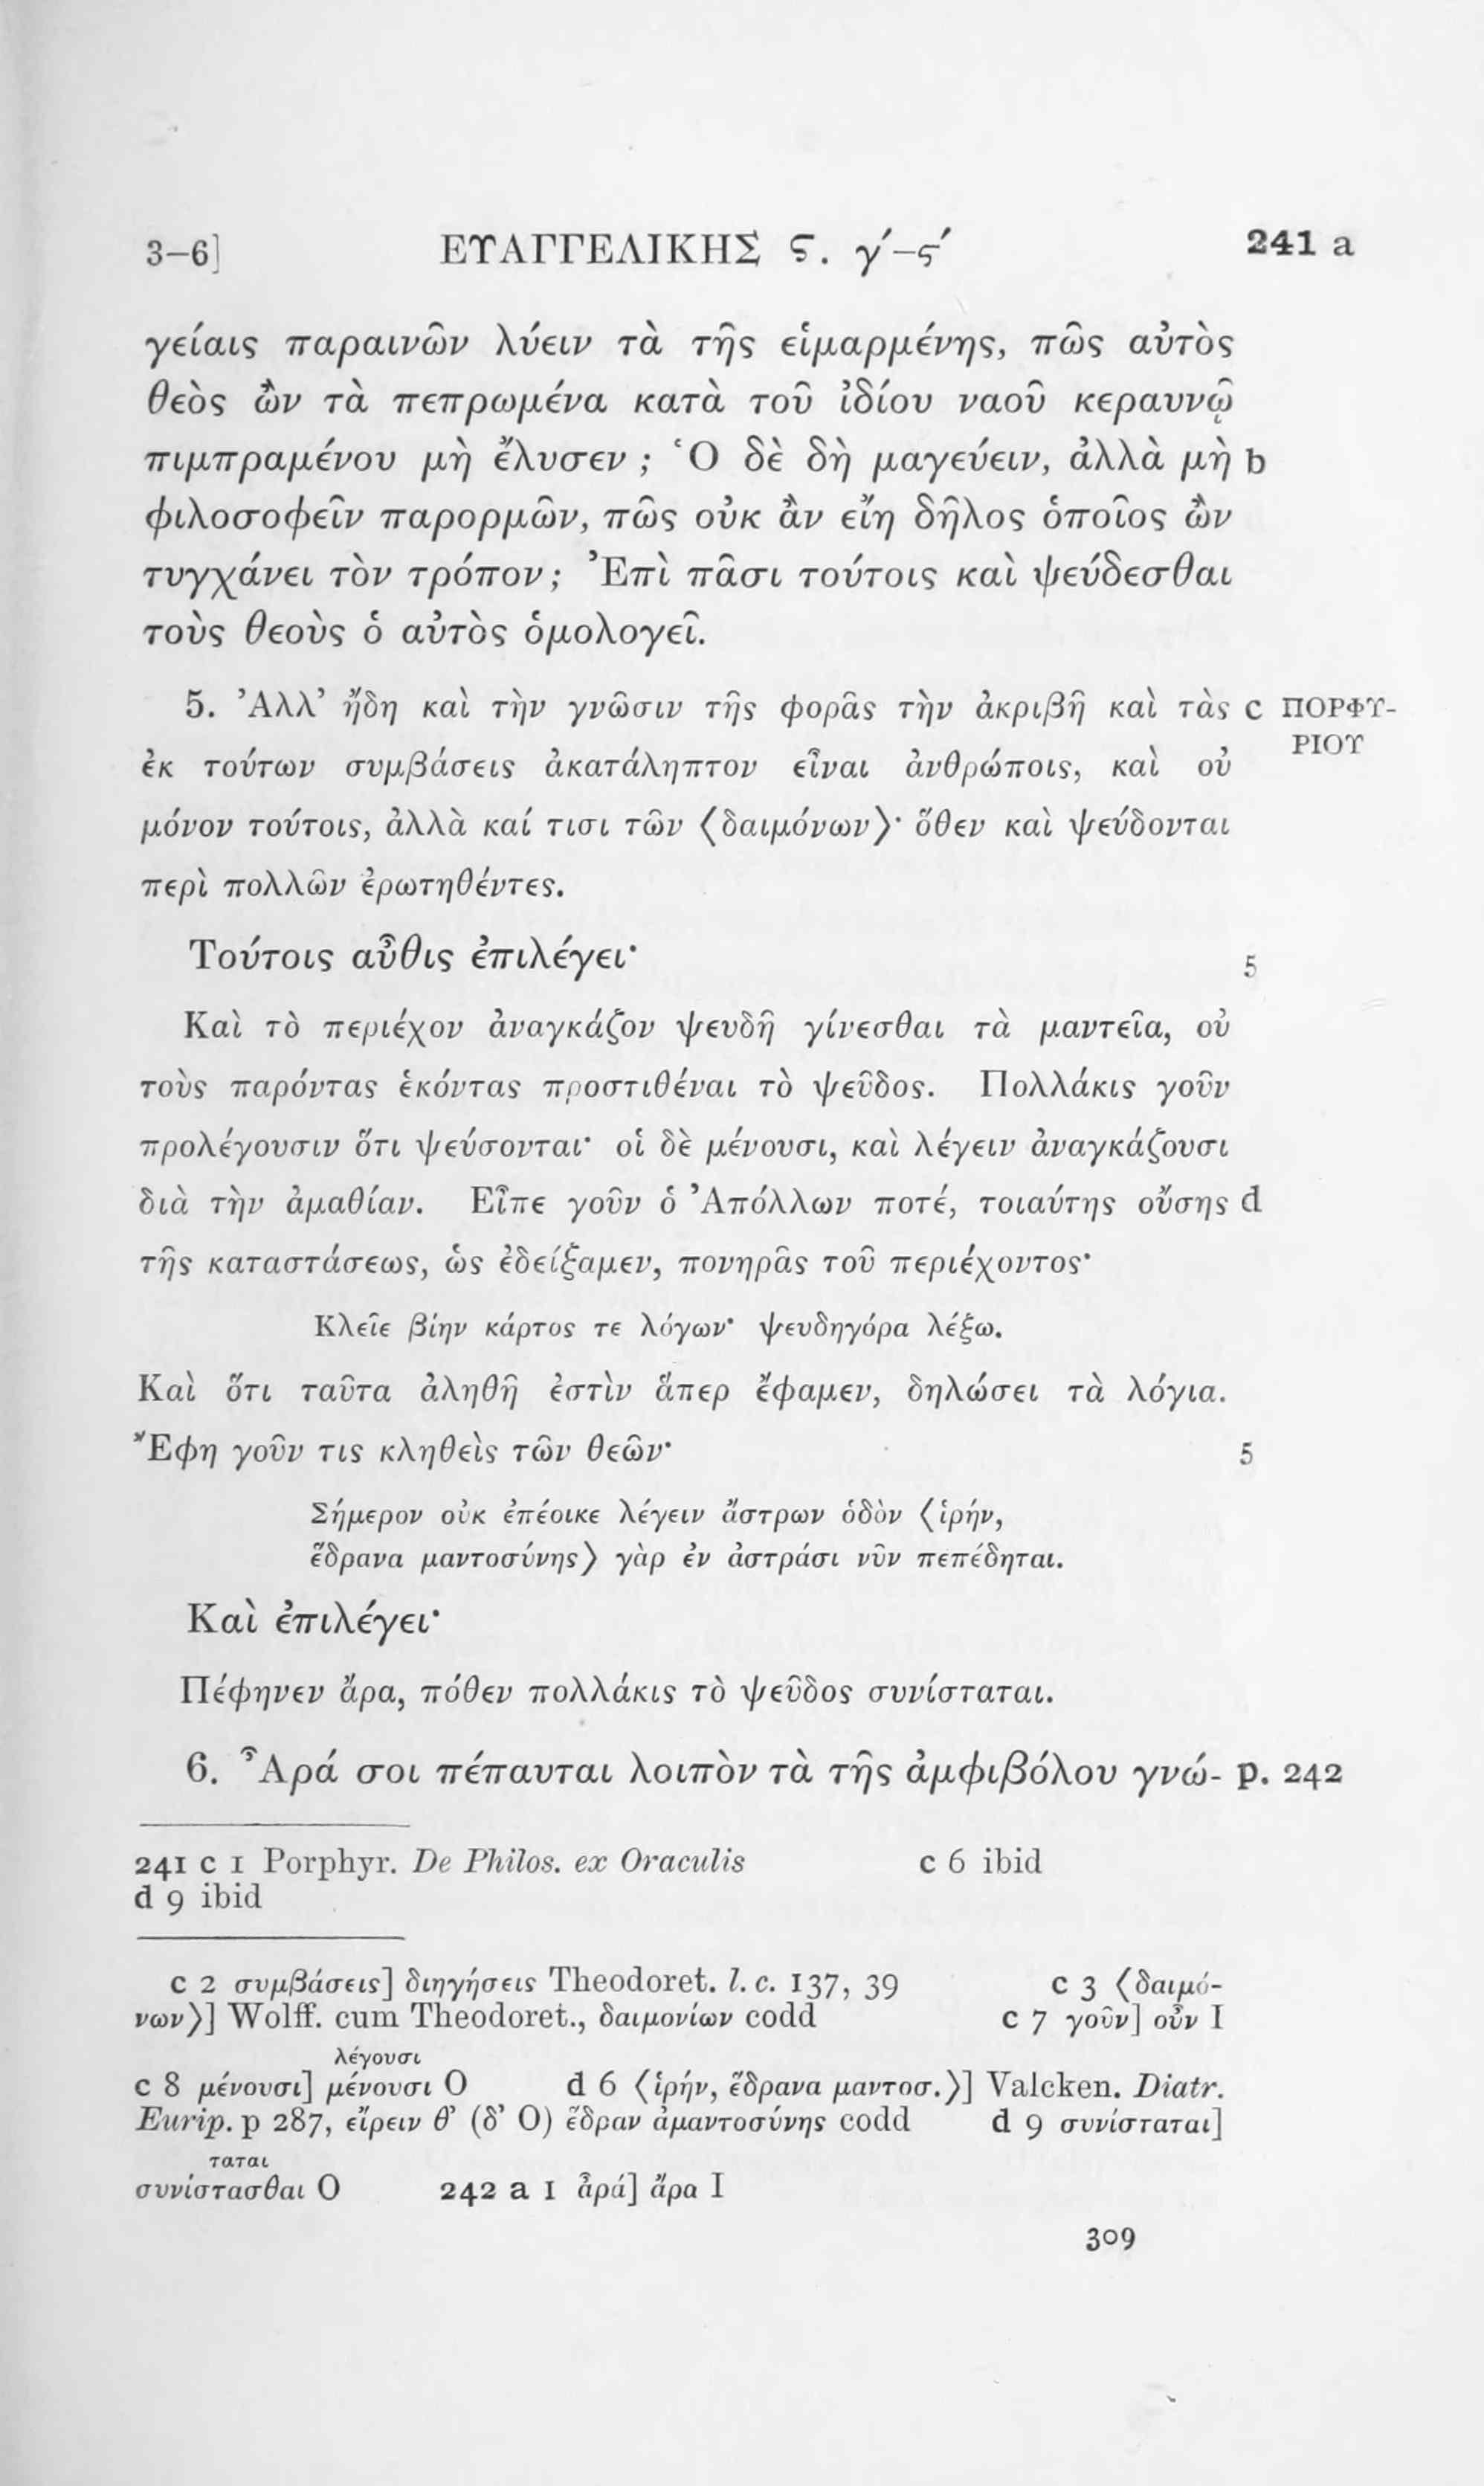 3–6] ΕΥΑΓΓΕΛΙΚΗΣ Ϛ. γ΄–ϛ΄ 241 a
γείαις παραινῶν λύειν τὰ τῆς εἱμαρμένης, πῶς αὐτὸς
θεὸς ὢν τὰ πεπρωμένα κατὰ τοῦ ἰδίου ναοῦ κεραυνῷ
πιμπραμένου μὴ ἔλυσεν; Ὁ δὲ δὴ μαγεύειν, ἀλλὰ μὴ b
φιλοσοφεῖν παρορμῶν, πῶς οὐκ ἂν εἴη δῆλος ὁποῖος ὢν
τυγχάνει τὸν τρόπον; Ἐπὶ πᾶσι τούτοις καὶ ψεύδεσθαι
τοὺς θεοὺς ὁ αὐτὸς ὁμολογεῖ.
5. Ἀλλ’ ἤδη καὶ τὴν γνῶσιν τῆς φορᾶς τὴν ἀκριβῆ καὶ τὰς c ΠΟΡΦΥ-
ΡΙΟΥ
ἐκ τούτων συμβάσεις ἀκατάληπτον εἶναι ἀνθρώποις, καὶ οὐ
μόνον τούτοις, ἀλλὰ καί τισι τῶν ⟨δαιμόνων⟩· ὅθεν καὶ ψεύδονται
περὶ πολλῶν ἐρωτηθέντες.
Τούτοις αὖθις ἐπιλέγει· 5
Καὶ τὸ περιέχον ἀναγκάζον ψευδῆ γίνεσθαι τὰ μαντεῖα, οὐ
τοὺς παρόντας ἑκόντας προστιθέναι τὸ ψεῦδος. Πολλάκις γοῦν
προλέγουσιν ὅτι ψεύσονται· οἱ δὲ μένουσι, καὶ λέγειν ἀναγκάζουσι
διὰ τὴν ἀμαθίαν. Εἶπε γοῦν ὁ Ἀπόλλων ποτέ, τοιαύτης οὔσης d
τῆς καταστάσεως, ὡς ἐδείξαμεν, πονηρᾶς τοῦ περιέχοντος·
Κλεῖε βίην κάρτος τε λόγων· ψευδηγόρα λέξω.
Καὶ ὅτι ταῦτα ἀληθῆ ἐστὶν ἅπερ ἔφαμεν, δηλώσει τὰ λόγια.
Ἔφη γοῦν τις κληθεὶς τῶν θεῶν· 5
Σήμερον οὐκ ἐπέοικε λέγειν ἄστρων ὁδὸν ⟨ἱρήν,
ἕδρανα μαντοσύνης⟩ γὰρ ἐν ἀστράσι νῦν πεπέδηται.
Καὶ ἐπιλέγει·
Πέφηνεν ἄρα, πόθεν πολλάκις τὸ ψεῦδος συνίσταται.
6. Ἆρά σοι πέπαυται λοιπὸν τὰ τῆς ἀμφιβόλου γνώ- p. 242
241 c 1 Porphyr. De Philos. ex Oraculis c 6 ibid
d 9 ibid
c 2 συμβάσεις] διηγήσεις Theodoret. l. c. 137, 39 c 3 ⟨δαιμό-
νων⟩] Wolff. cum Theodoret., δαιμονίων codd c 7 γοῦν] οὖν I
λέγουσι
c 8 μένουσι] μένουσι O d 6 ⟨ἱρήν, ἕδρανα μαντοσ.⟩] Valcken. Diatr.
Eurip. p 287, εἴρειν θ’ (δ’ O) ἕδραν ἀμαντοσύνης codd d 9 συνίσταται]
ταται
συνίστασθαι O 242 a 1 ἆρά] ἄρα I
309